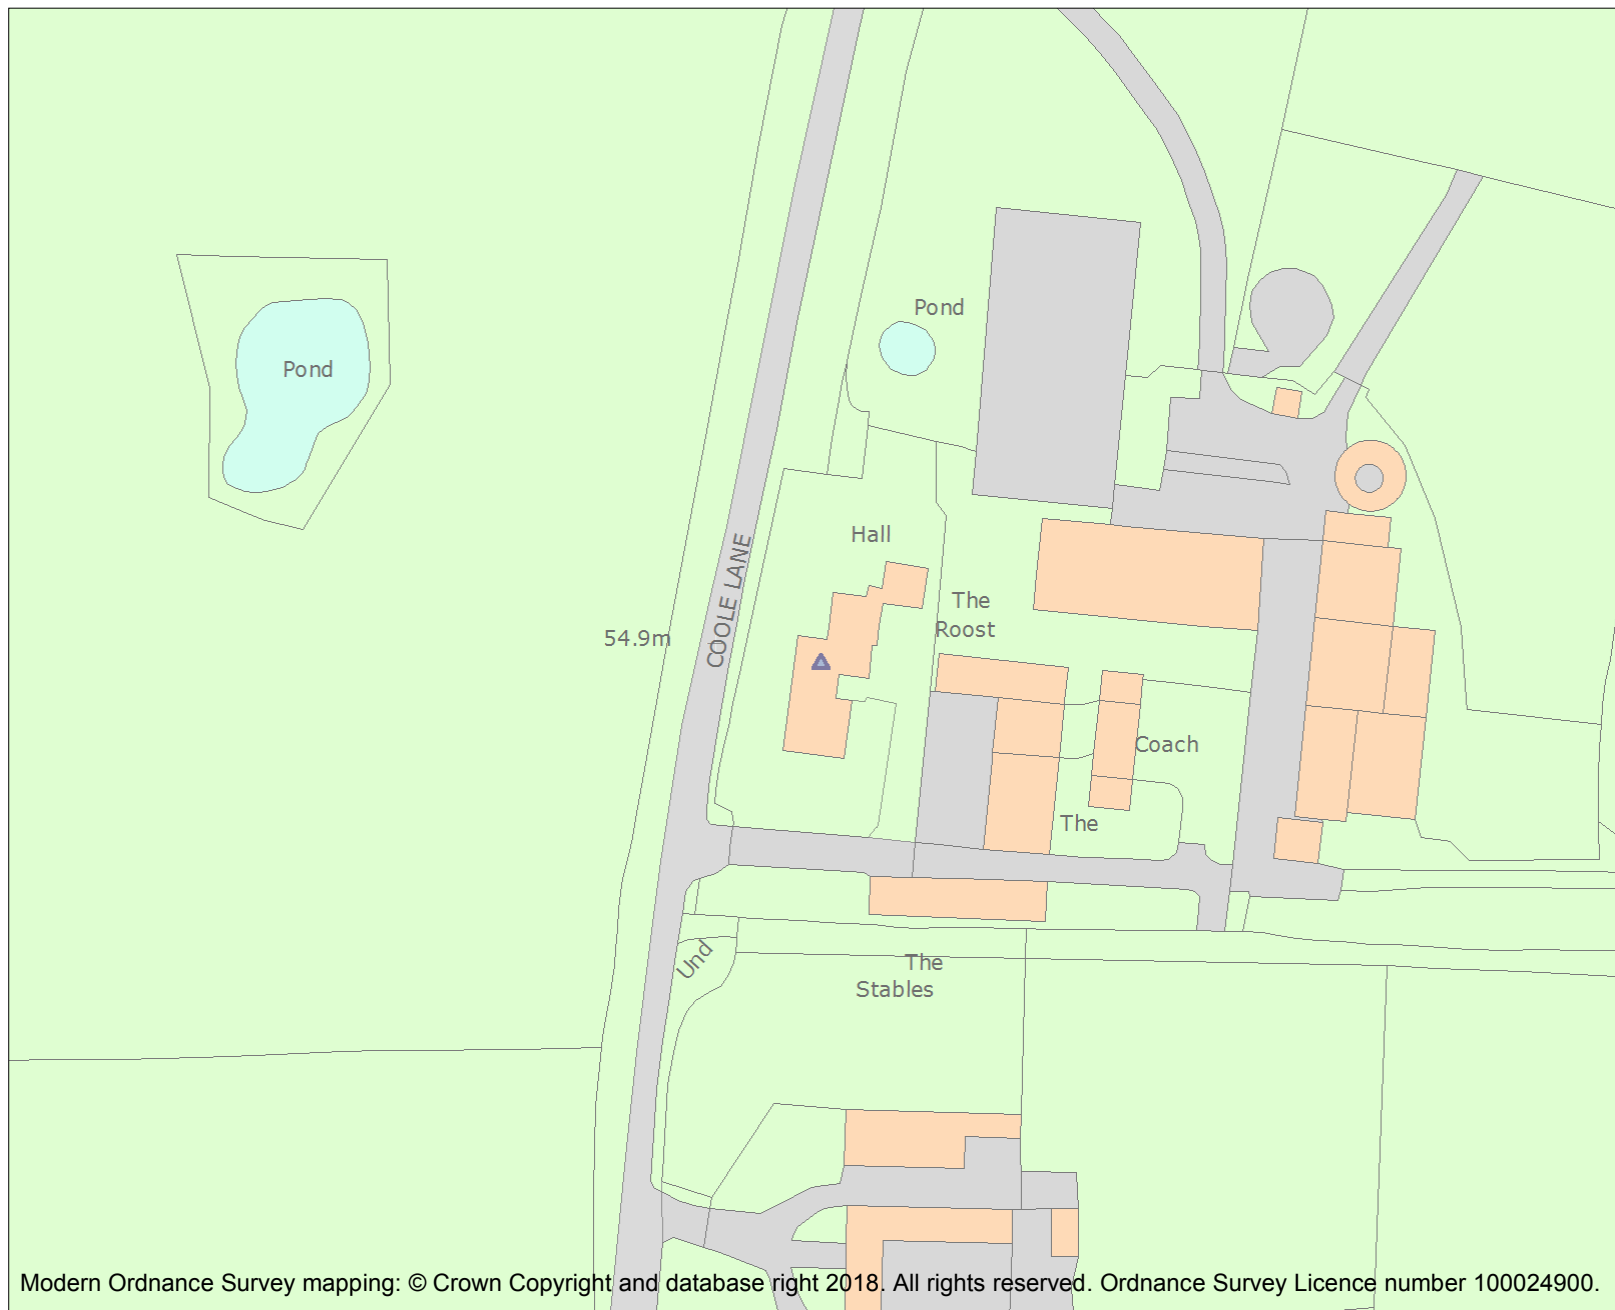 Pond
Pond
Hall
COOLE LANE
The
Roost
54.9m
Coach
The
Und
The
Stables
Modern Ordnance Survey mapping: © Crown Copyright and database right 2018. All rights reserved. Ordnance Survey Licence number 100024900.